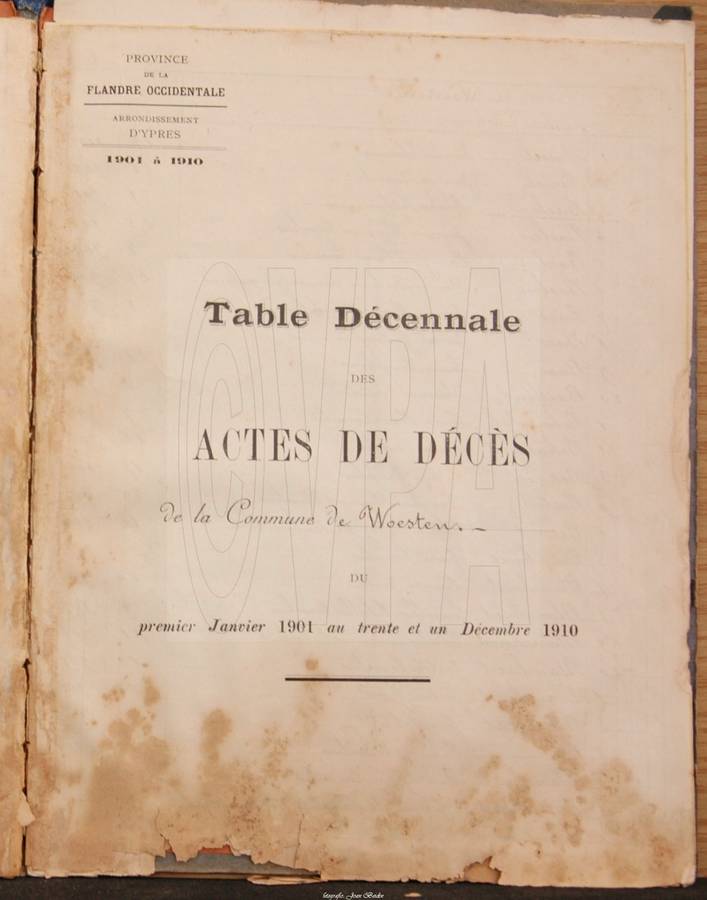 PROVINCE
DE LA
FLANDRE OCCIDENTALE
ARRONDISSEMENT
D'YPRES
1901 à 1910
Table Décennale
DES
ACTES DE DÉCÈS
de la Commune de Woesten. –
DU
premier Janvier 1901 au trente et un Décembre 1910
©VPA